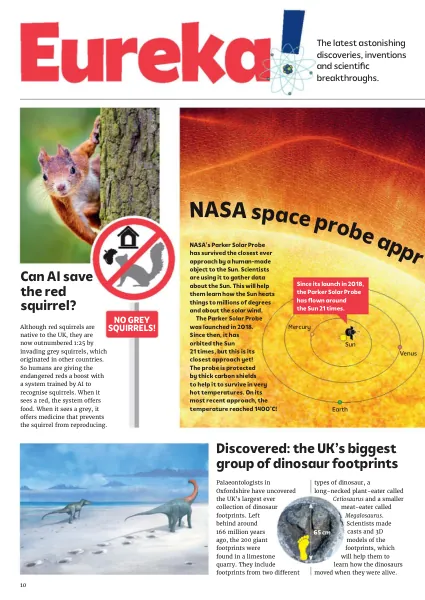 Eureka!
The latest astonishing
discoveries, inventions
and scientific
breakthroughs.
NASA space probe appr
NO GREY
SQUIRRELS!
Can AI save
the red
squirrel?
Although red squirrels are
native to the UK, they are
now outnumbered 1:25 by
invading grey squirrels, which
originated in other countries.
So humans are giving the
endangered reds a boost with
a system trained by AI to
recognise squirrels. When it
sees a red, the system offers
food. When it sees a grey, it
offers medicine that prevents
the squirrel from reproducing.
NASA's Parker Solar Probe
has survived the closest ever
approach by a human-made
object to the Sun. Scientists
are using it to gather data
about the Sun. This will help
them learn how the Sun heats
things to millions of degrees
and about the solar wind.
The Parker Solar Probe
was launched in 2018.
Since then, it has
orbited the Sun
21 times, but this is its
closest approach yet!
The probe is protected
by thick carbon shields
to help it to survive in very
hot temperatures. On its
most recent approach, the
temperature reached 1400°C!
Since its launch in 2018,
the Parker Solar Probe
has flown around
the Sun 21 times.
Mercury
Sun
Venus
Earth
Discovered: the UK's biggest
group of dinosaur footprints
Palaeontologists in
Oxfordshire have uncovered
the UK's largest ever
collection of dinosaur
footprints. Left
behind around
166 million years
ago, the 200 giant
footprints were
found in a limestone
quarry. They include
footprints from two different
types of dinosaur, a
long-necked plant-eater called
Cetiosaurus and a smaller
meat-eater called
Megalosaurus.
Scientists made
casts and 3D
models of the
footprints, which
will help them to
learn how the dinosaurs
moved when they were alive.
65 cm
10